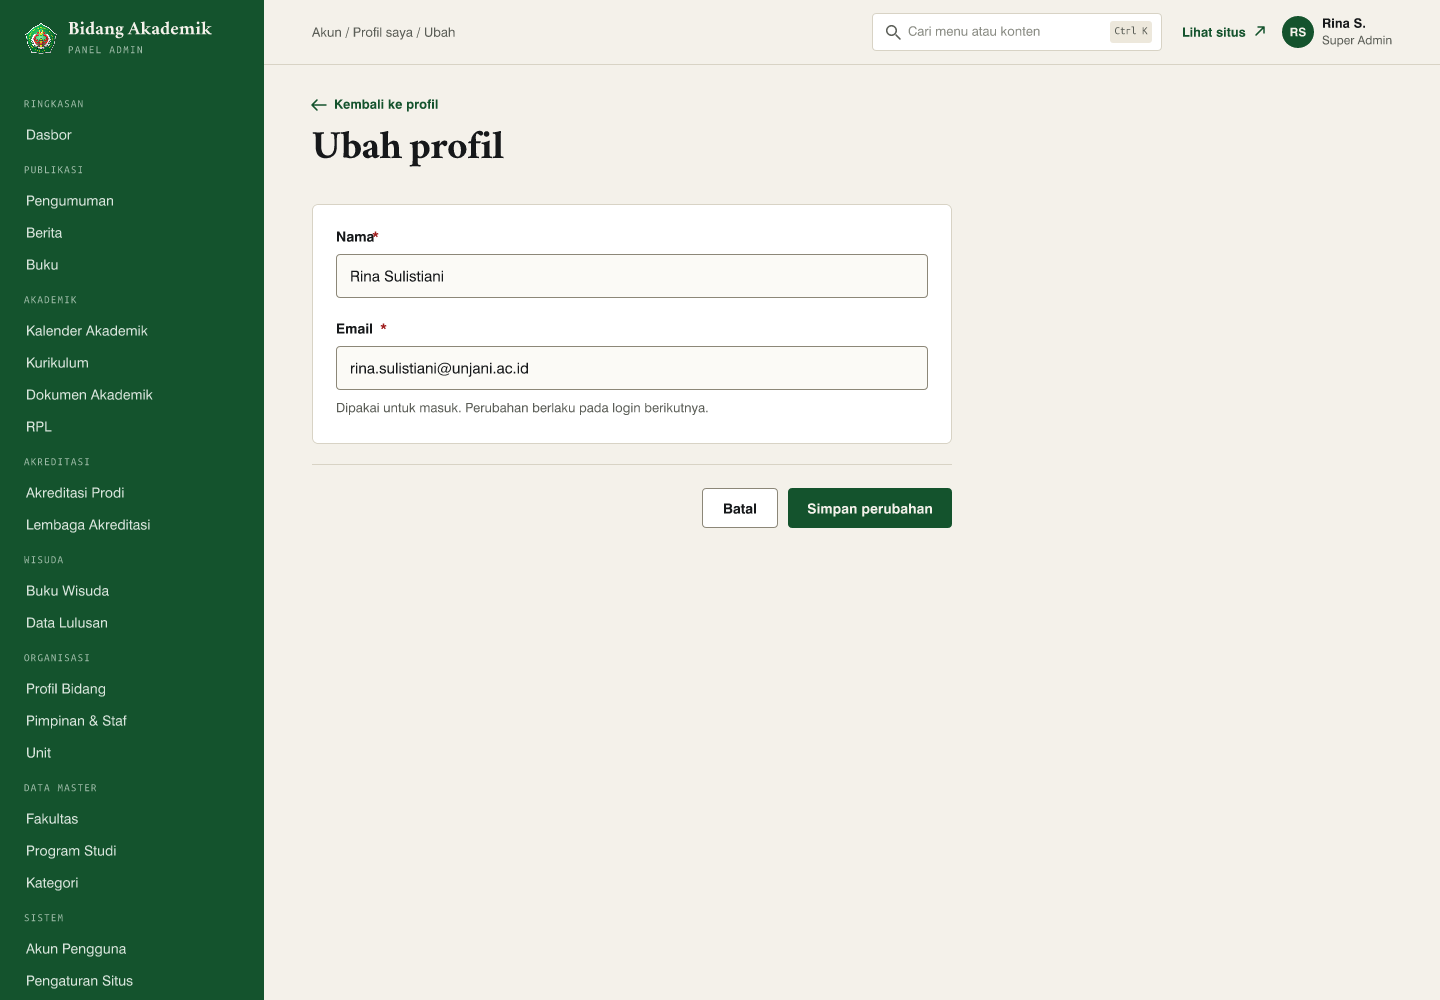 Bidang Akademik
PANEL ADMIN
RINGKASAN
Dasbor
PUBLIKASI
Pengumuman
Berita
Buku
AKADEMIK
Kalender Akademik
Kurikulum
Dokumen Akademik
RPL
AKREDITASI
Akreditasi Prodi
Lembaga Akreditasi
WISUDA
Buku Wisuda
Data Lulusan
ORGANISASI
Profil Bidang
Pimpinan & Staf
Unit
DATA MASTER
Fakultas
Program Studi
Kategori
SISTEM
Akun Pengguna
Pengaturan Situs
Akun / Profil saya / Ubah
Cari menu atau konten
Ctrl K
Lihat situs
RS
Rina S.
Super Admin
Kembali ke profil
Ubah profil
Nama*
Rina Sulistiani
Email *
rina.sulistiani@unjani.ac.id
Dipakai untuk masuk. Perubahan berlaku pada login berikutnya.
Batal
Simpan perubahan